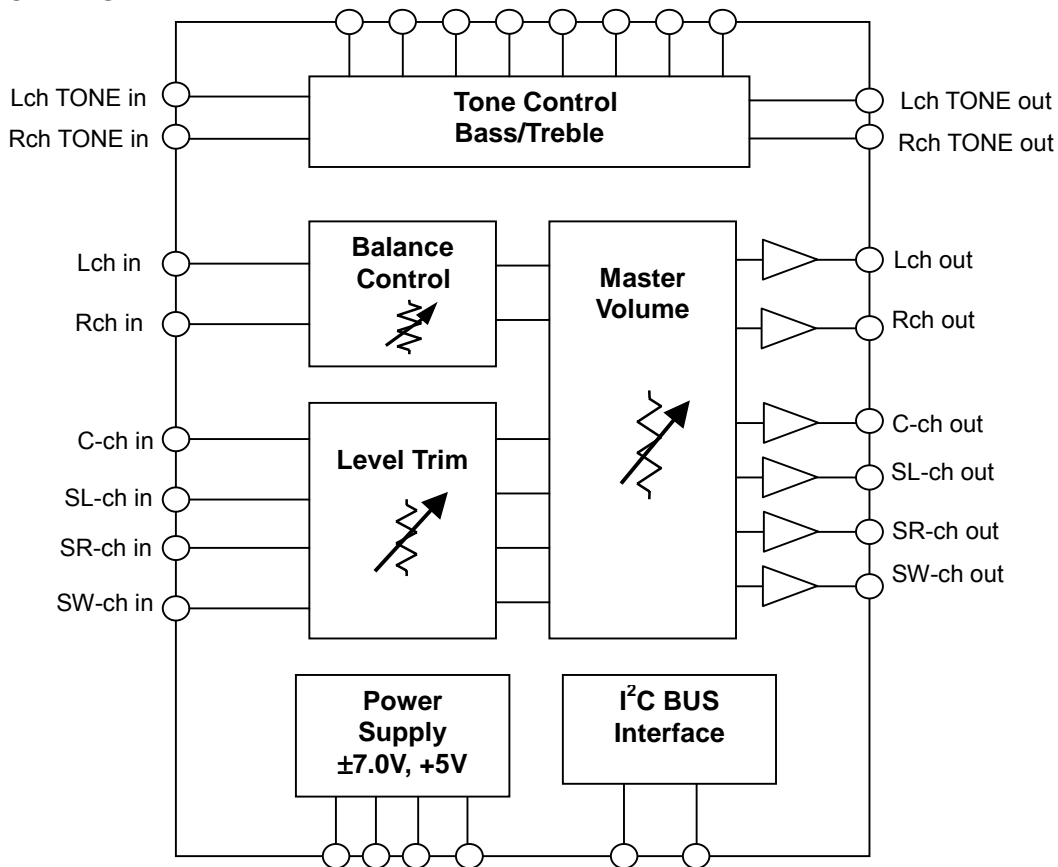 Lch TONE in
Rch TONE in
Tone Control
Bass/Treble
Lch TONE out
Rch TONE out
Lch in
Rch in
Balance
Control
Master
Volume
Lch out
Rch out
C-ch in
SL-ch in
SR-ch in
SW-ch in
Level Trim
C-ch out
SL-ch out
SR-ch out
SW-ch out
Power
Supply
±7.0V, +5V
I²C BUS
Interface